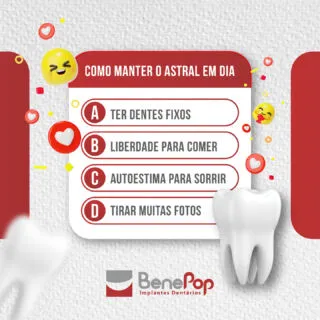 COMO MANTER O ASTRAL EM DIA
A TER DENTES FIXOS
B LIBERDADE PARA COMER
C AUTOESTIMA PARA SORRIR
D TIRAR MUITAS FOTOS
BenePop
Implantes Dentários